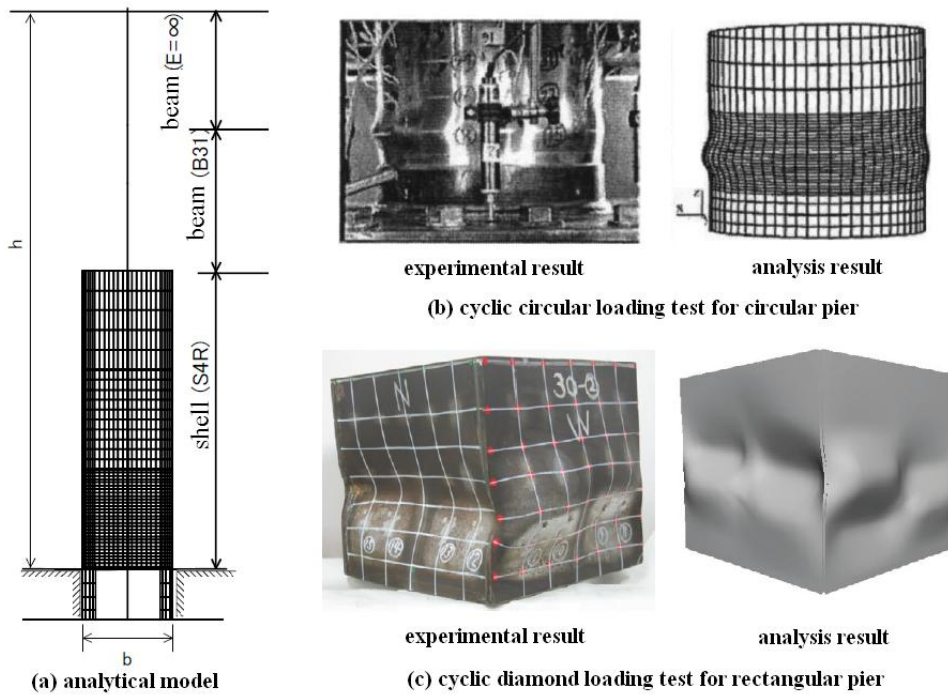 beam (E=∞)
beam (B31)
h
shell (S4R)
b
(a) analytical model
experimental result
analysis result
(b) cyclic circular loading test for circular pier
N
30-②
W
experimental result
analysis result
(c) cyclic diamond loading test for rectangular pier